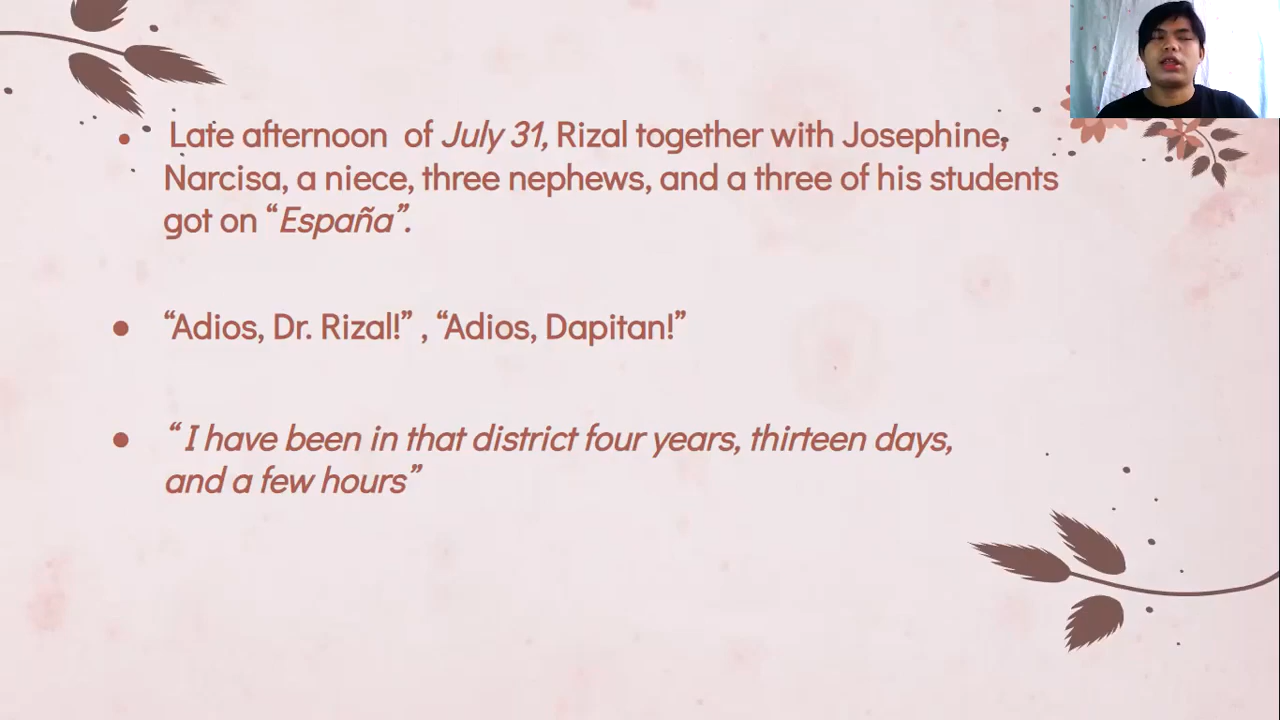 • Late afternoon of July 31, Rizal together with Josephine,
Narcisa, a niece, three nephews, and a three of his students
got on “España”.
• “Adios, Dr. Rizal!” , “Adios, Dapitan!”
• “ I have been in that district four years, thirteen days,
and a few hours”